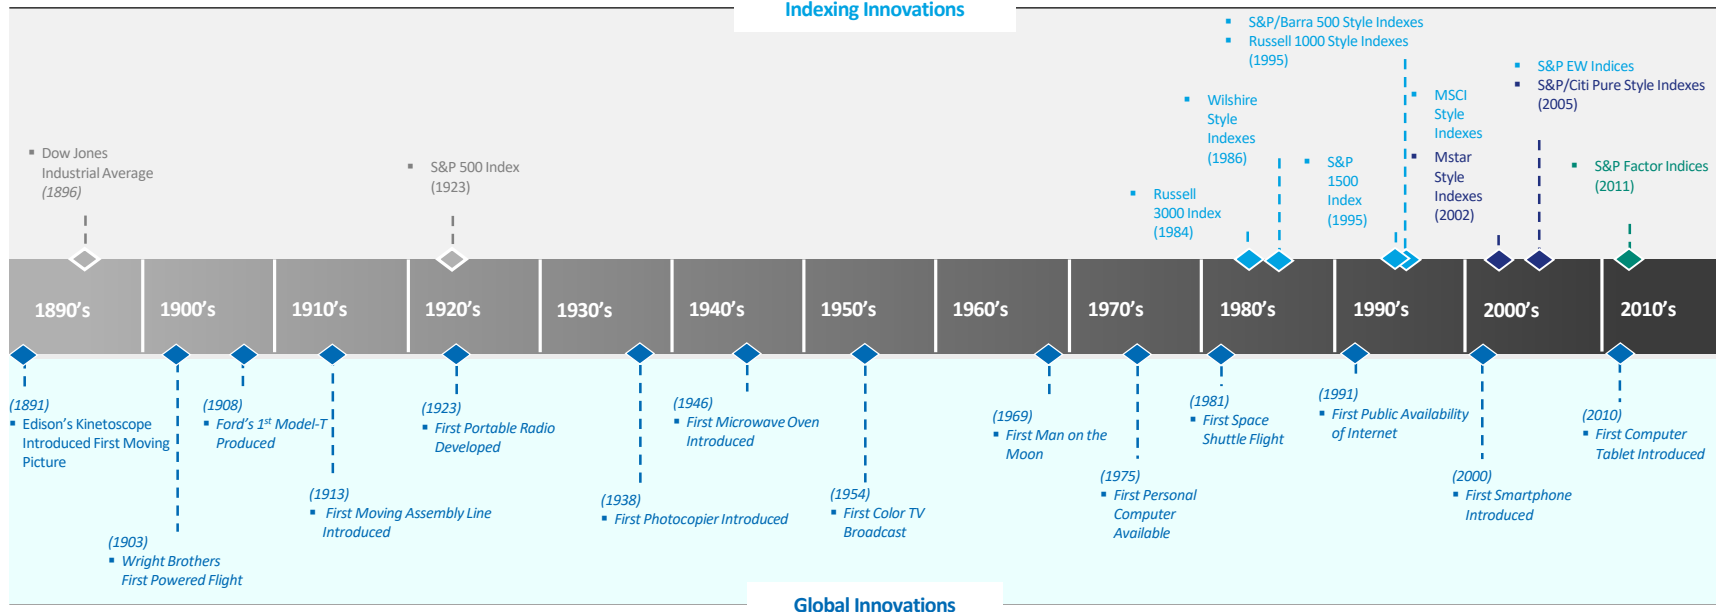 Indexing Innovations
▪ S&P/Barra 500 Style Indexes
▪ Russell 1000 Style Indexes
(1995)
▪ S&P EW Indices
▪ S&P/Citi Pure Style Indexes
(2005)
▪ Wilshire
Style
Indexes
(1986)
▪ MSCI
Style
Indexes
▪ Mstar
Style
Indexes
(2002)
▪ Dow Jones
Industrial Average
(1896)
▪ S&P 500 Index
(1923)
▪ S&P
1500
Index
(1995)
▪ S&P Factor Indices
(2011)
▪ Russell
3000 Index
(1984)
1890's
1900's
1910's
1920's
1930's
1940's
1950's
1960's
1970's
1980's
1990's
2000's
2010's
(1891)
▪ Edison's Kinetoscope
Introduced First Moving
Picture
(1903)
▪ Wright Brothers
First Powered Flight
(1908)
▪ Ford's 1st Model-T
Produced
(1913)
▪ First Moving Assembly Line
Introduced
(1923)
▪ First Portable Radio
Developed
(1938)
▪ First Photocopier Introduced
(1946)
▪ First Microwave Oven
Introduced
(1954)
▪ First Color TV
Broadcast
(1969)
▪ First Man on the
Moon
(1975)
▪ First Personal
Computer
Available
(1981)
▪ First Space
Shuttle Flight
(1991)
▪ First Public Availability
of Internet
(2000)
▪ First Smartphone
Introduced
(2010)
▪ First Computer
Tablet Introduced
Global Innovations